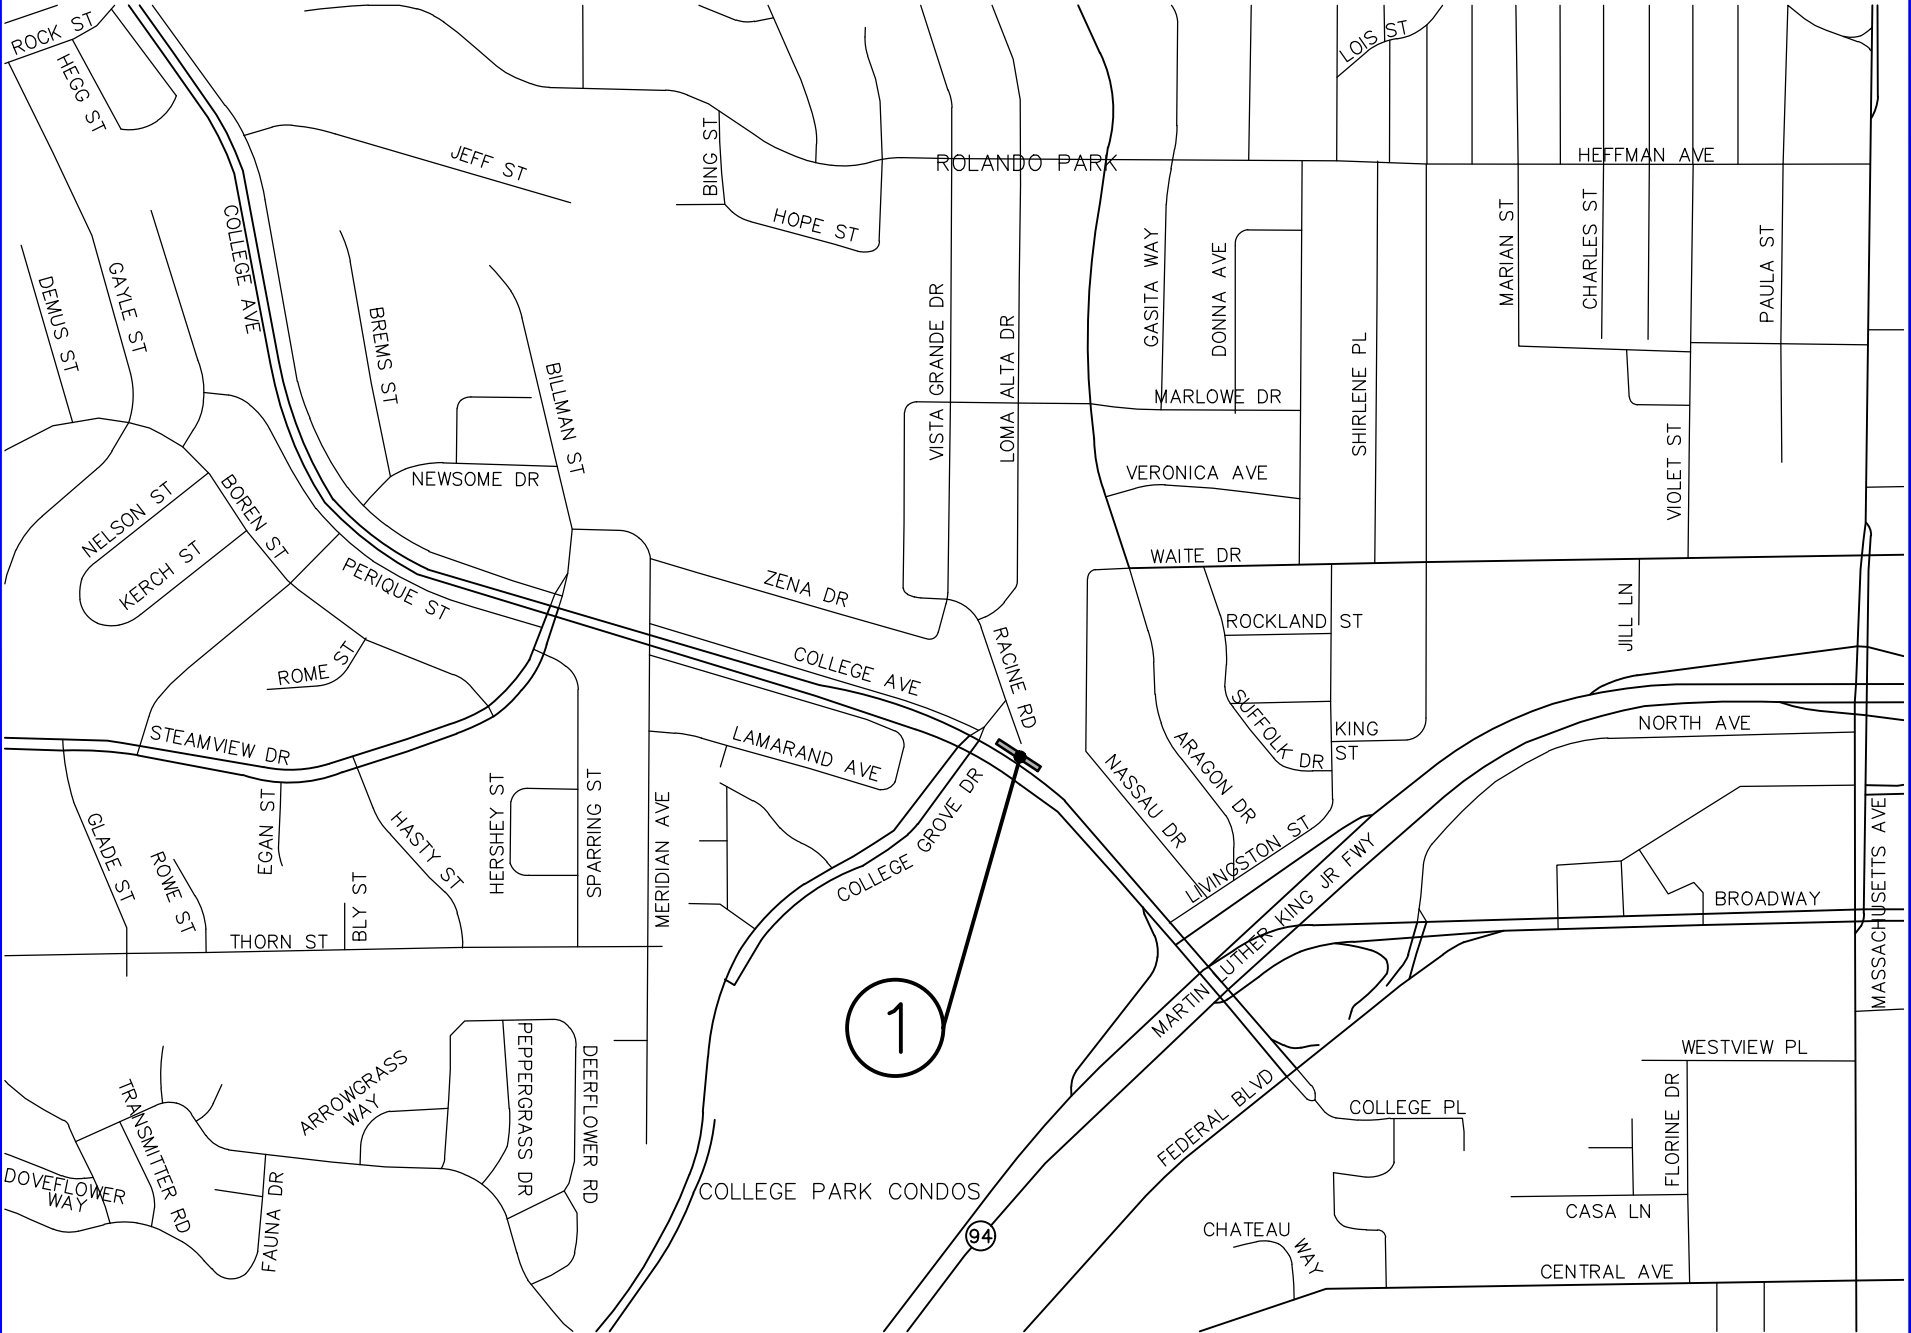 ROCK ST
HEGG ST
LOIS ST
JEFF ST
BING ST
ROLANDO PARK
HEFFMAN AVE
COLLEGE AVE
HOPE ST
MARIAN ST
CHARLES ST
PAULA ST
GASITA WAY
DONNA AVE
DEMUS ST
GAYLE ST
BREMS ST
BILLMAN ST
VISTA GRANDE DR
LOMA ALTA DR
SHIRLENE PL
MARLOWE DR
VIOLET ST
NEWSOME DR
VERONICA AVE
NELSON ST
BOREN ST
KERCH ST
PERIQUE ST
ZENA DR
WAITE DR
ROCKLAND ST
JILL LN
ROME ST
COLLEGE AVE
RACINE RD
SUFFOLK DR
KING
ST
NORTH AVE
STEAMVIEW DR
LAMARAND AVE
NASSAU DR
ARAGON DR
GLADE ST
ROWE ST
EGAN ST
BLY ST
HASTY ST
HERSHEY ST
SPARRING ST
MERIDIAN AVE
COLLEGE GROVE DR
LIVINGSTON ST
MARTIN LUTHER KING JR FWY
BROADWAY
MASSACHUSETTS AVE
THORN ST
1
WESTVIEW PL
ARROWGRASS
WAY
PEPPERGRASS DR
DEERFLOWER RD
TRANSMITTER RD
DOVEFLOWER
WAY
FAUNA DR
FEDERAL BLVD
COLLEGE PL
FLORINE DR
COLLEGE PARK CONDOS
94
CASA LN
CHATEAU WAY
CENTRAL AVE